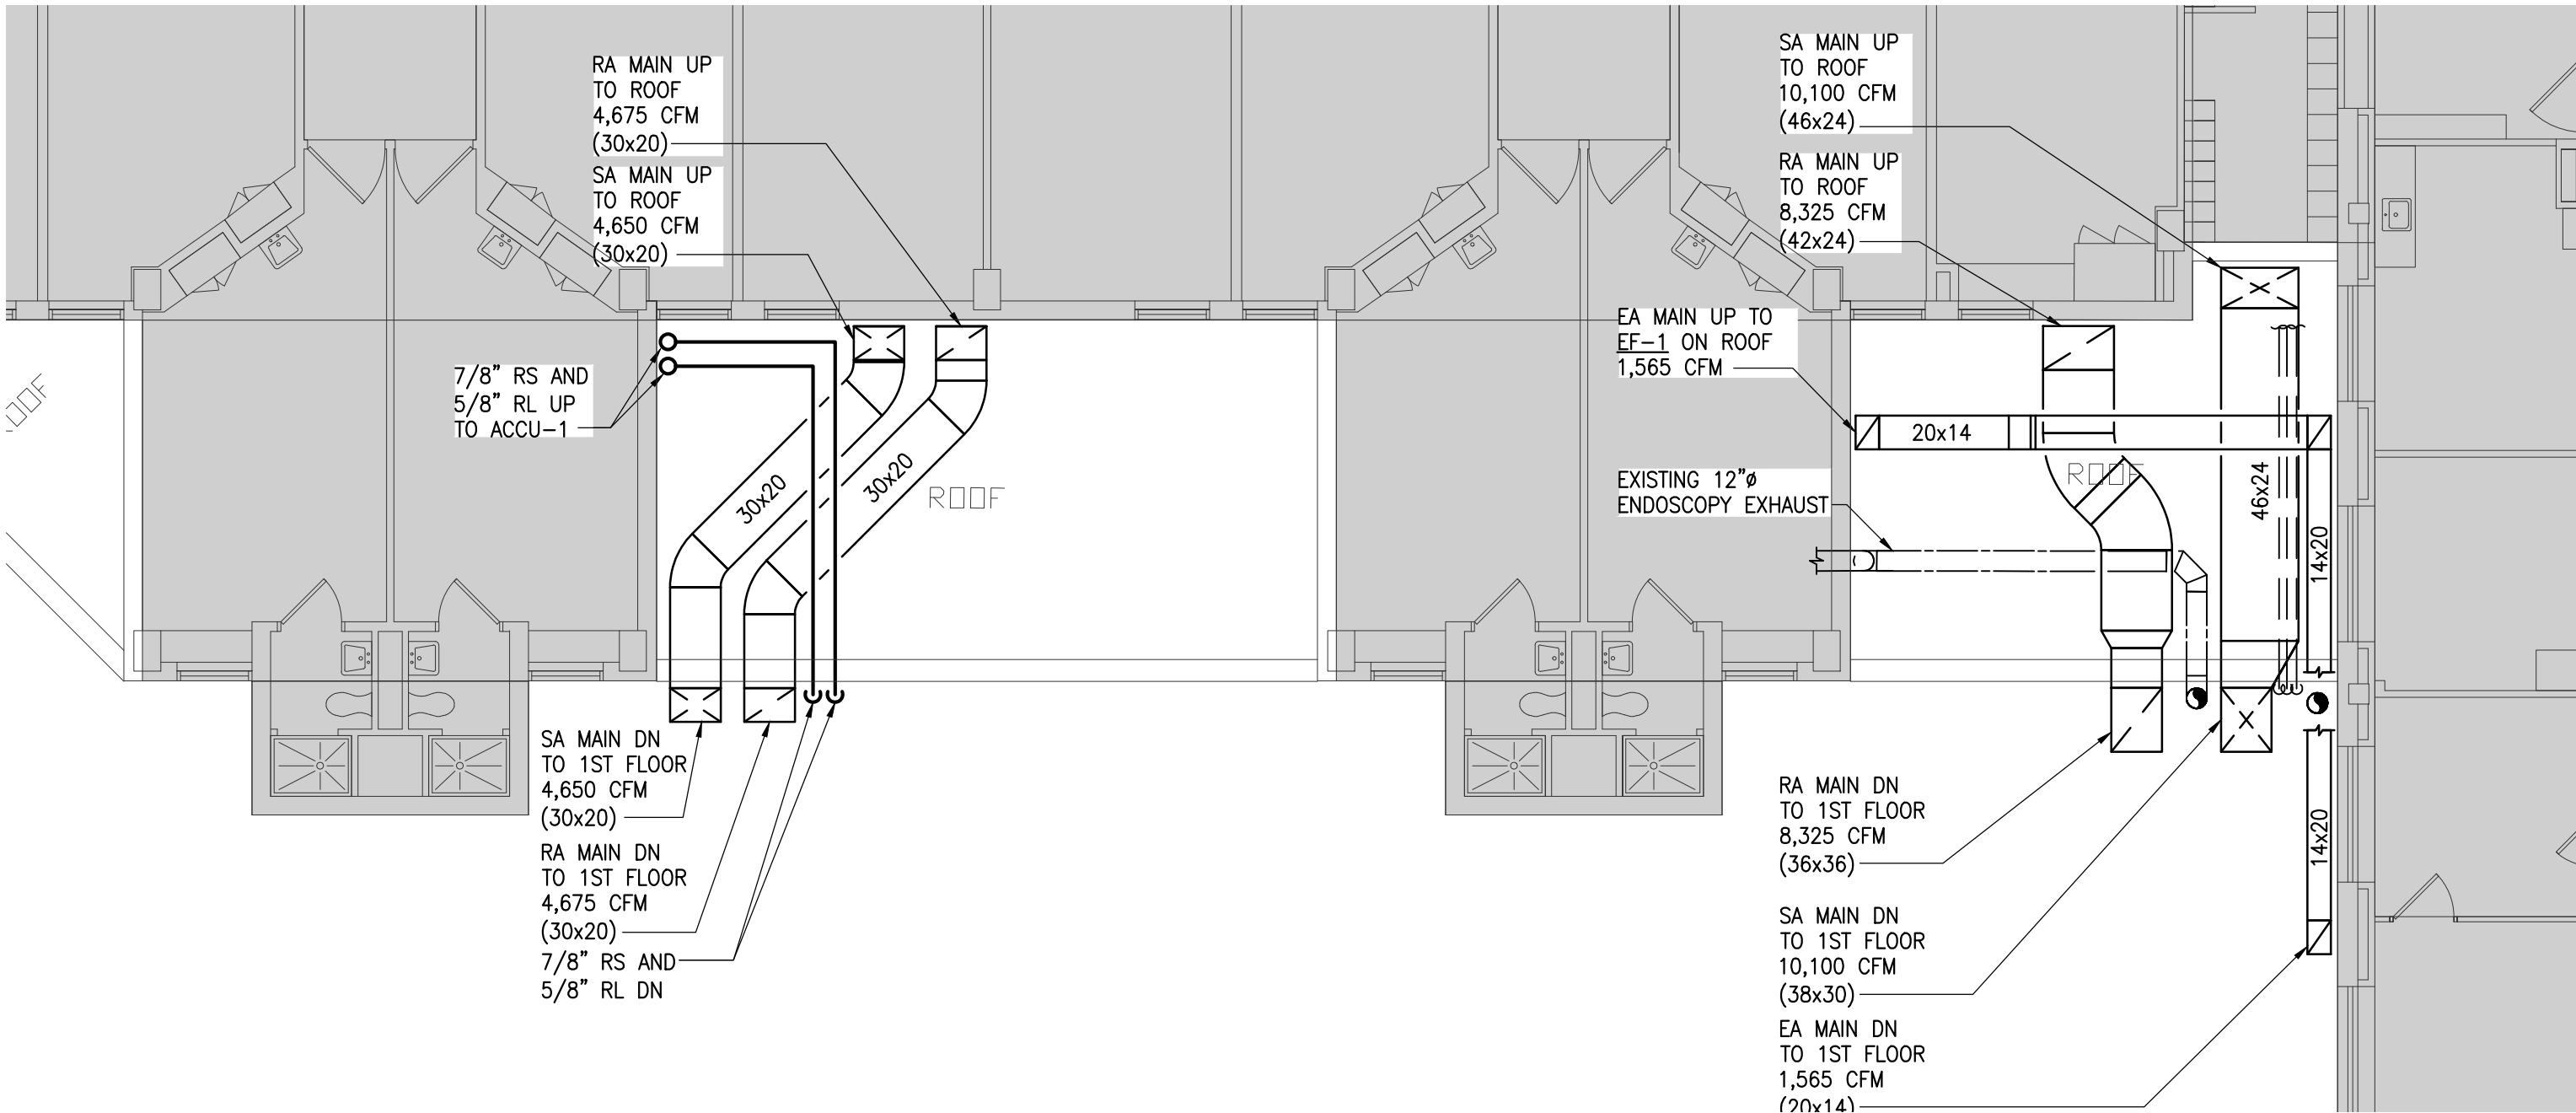 RA MAIN UP
TO ROOF
4,675 CFM
(30x20)
SA MAIN UP
TO ROOF
4,650 CFM
(30x20)
7/8" RS AND
5/8" RL UP
TO ACCU-1
ROOF
30x20
30x20
ROOF
SA MAIN DN
TO 1ST FLOOR
4,650 CFM
(30x20)
RA MAIN DN
TO 1ST FLOOR
4,675 CFM
(30x20)
7/8" RS AND
5/8" RL DN
SA MAIN UP
TO ROOF
10,100 CFM
(46x24)
RA MAIN UP
TO ROOF
8,325 CFM
(42x24)
EA MAIN UP TO
EF-1 ON ROOF
1,565 CFM
20x14
EXISTING 12"ø
ENDOSCOPY EXHAUST
ROOF
46x24
14x20
14x20
RA MAIN DN
TO 1ST FLOOR
8,325 CFM
(36x36)
SA MAIN DN
TO 1ST FLOOR
10,100 CFM
(38x30)
EA MAIN DN
TO 1ST FLOOR
1,565 CFM
(20x14)